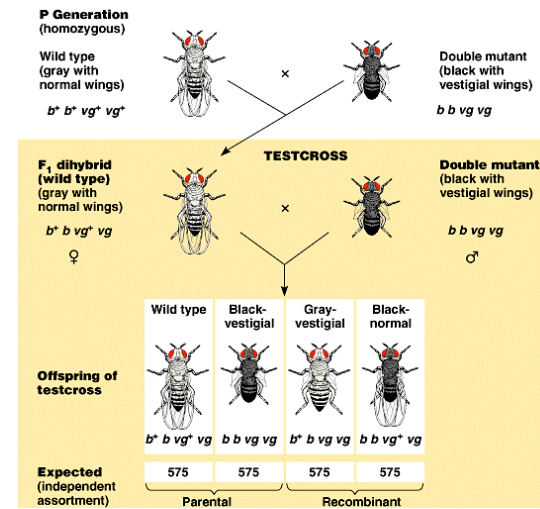 P Generation
(homozygous)
Wild type
(gray with
normal wings)
b+ b+ vg+ vg+
×
Double mutant
(black with
vestigial wings)
b b vg vg
TESTCROSS
F1 dihybrid
(wild type)
(gray with
normal wings)
b+ b vg+ vg
♀
×
Double mutant
(black with
vestigial wings)
b b vg vg
♂
Offspring of
testcross
Wild type
b+ b vg+ vg
Black-
vestigial
b b vg vg
Gray-
vestigial
b+ b vg vg
Black-
normal
b b vg+ vg
Expected
(independent
assortment)
575
575
575
575
Parental
Recombinant